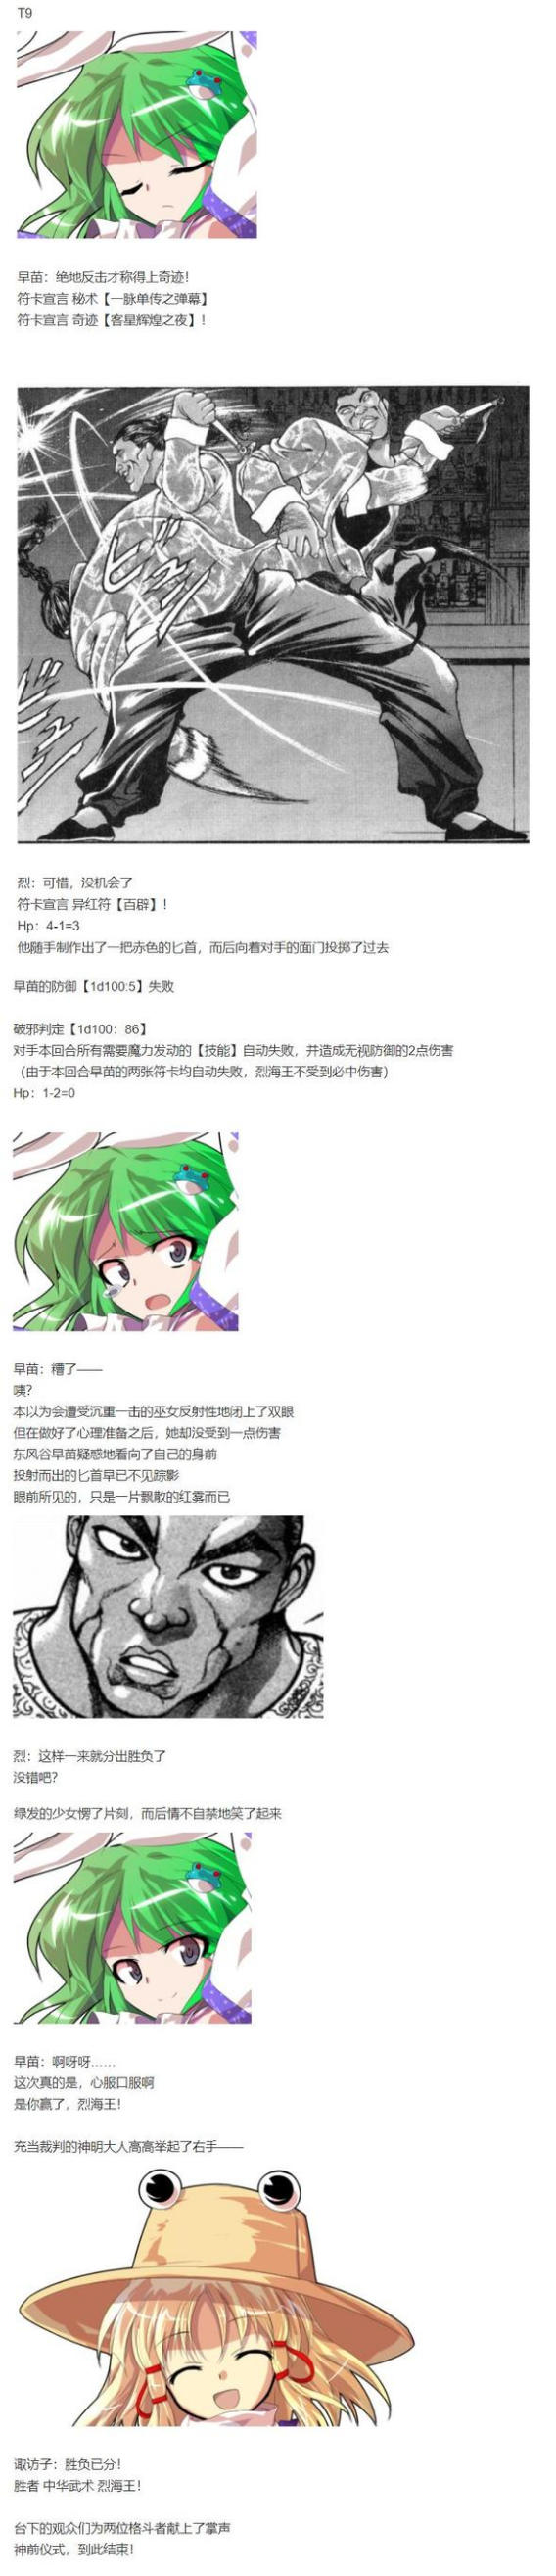 T9
早苗：绝地反击才称得上奇迹！
符卡宣言 秘术【一脉单传之弹幕】
符卡宣言 奇迹【客星辉煌之夜】！
烈：可惜，没机会了
符卡宣言 异红符【百辟】！
Hp：4-1=3
他随手制作出了一把赤色的匕首，而后向着对手的面门投掷了过去
早苗的防御【1d100:5】失败
破邪判定【1d100：86】
对手本回合所有需要魔力发动的【技能】自动失败，并造成无视防御的2点伤害
（由于本回合早苗的两张符卡均自动失败，烈海王不受到必中伤害）
Hp：1-2=0
早苗：糟了——
咦？
本以为会遭受沉重一击的巫女反射性地闭上了双眼
但在做好了心理准备之后，她却没受到一点伤害
东风谷早苗疑惑地看向了自己的身前
投射而出的匕首早已不见踪影
眼前所见的，只是一片飘散的红雾而已
烈：这样一来就分出胜负了
没错吧？
绿发的少女愣了片刻，而后情不自禁地笑了起来
早苗：啊呀呀……
这次真的是，心服口服啊
是你赢了，烈海王！
充当裁判的神明大人高高举起了右手——
诹访子：胜负已分！
胜者 中华武术 烈海王！
台下的观众们为两位格斗者献上了掌声
神前仪式，到此结束！